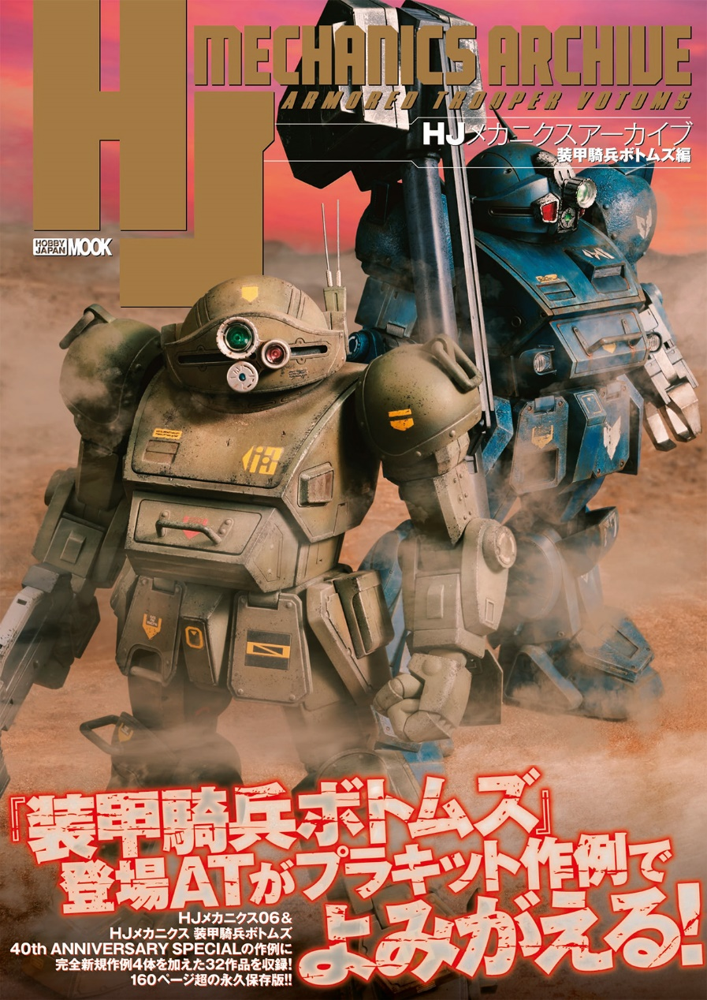 HJ
MECHANICS ARCHIVE
ARMORED TROOPER VOTOMS
HJメカニクスアーカイブ
装甲騎兵ボトムズ編
HOBBY
JAPAN MOOK
『装甲騎兵ボトムズ』
登場ATがプラキット作例で
よみがえる!
HJメカニクス06&
HJメカニクス 装甲騎兵ボトムズ
40th ANNIVERSARY SPECIALの作例に
完全新規作例4体を加えた32作品を収録!
160ページ超の永久保存版!!